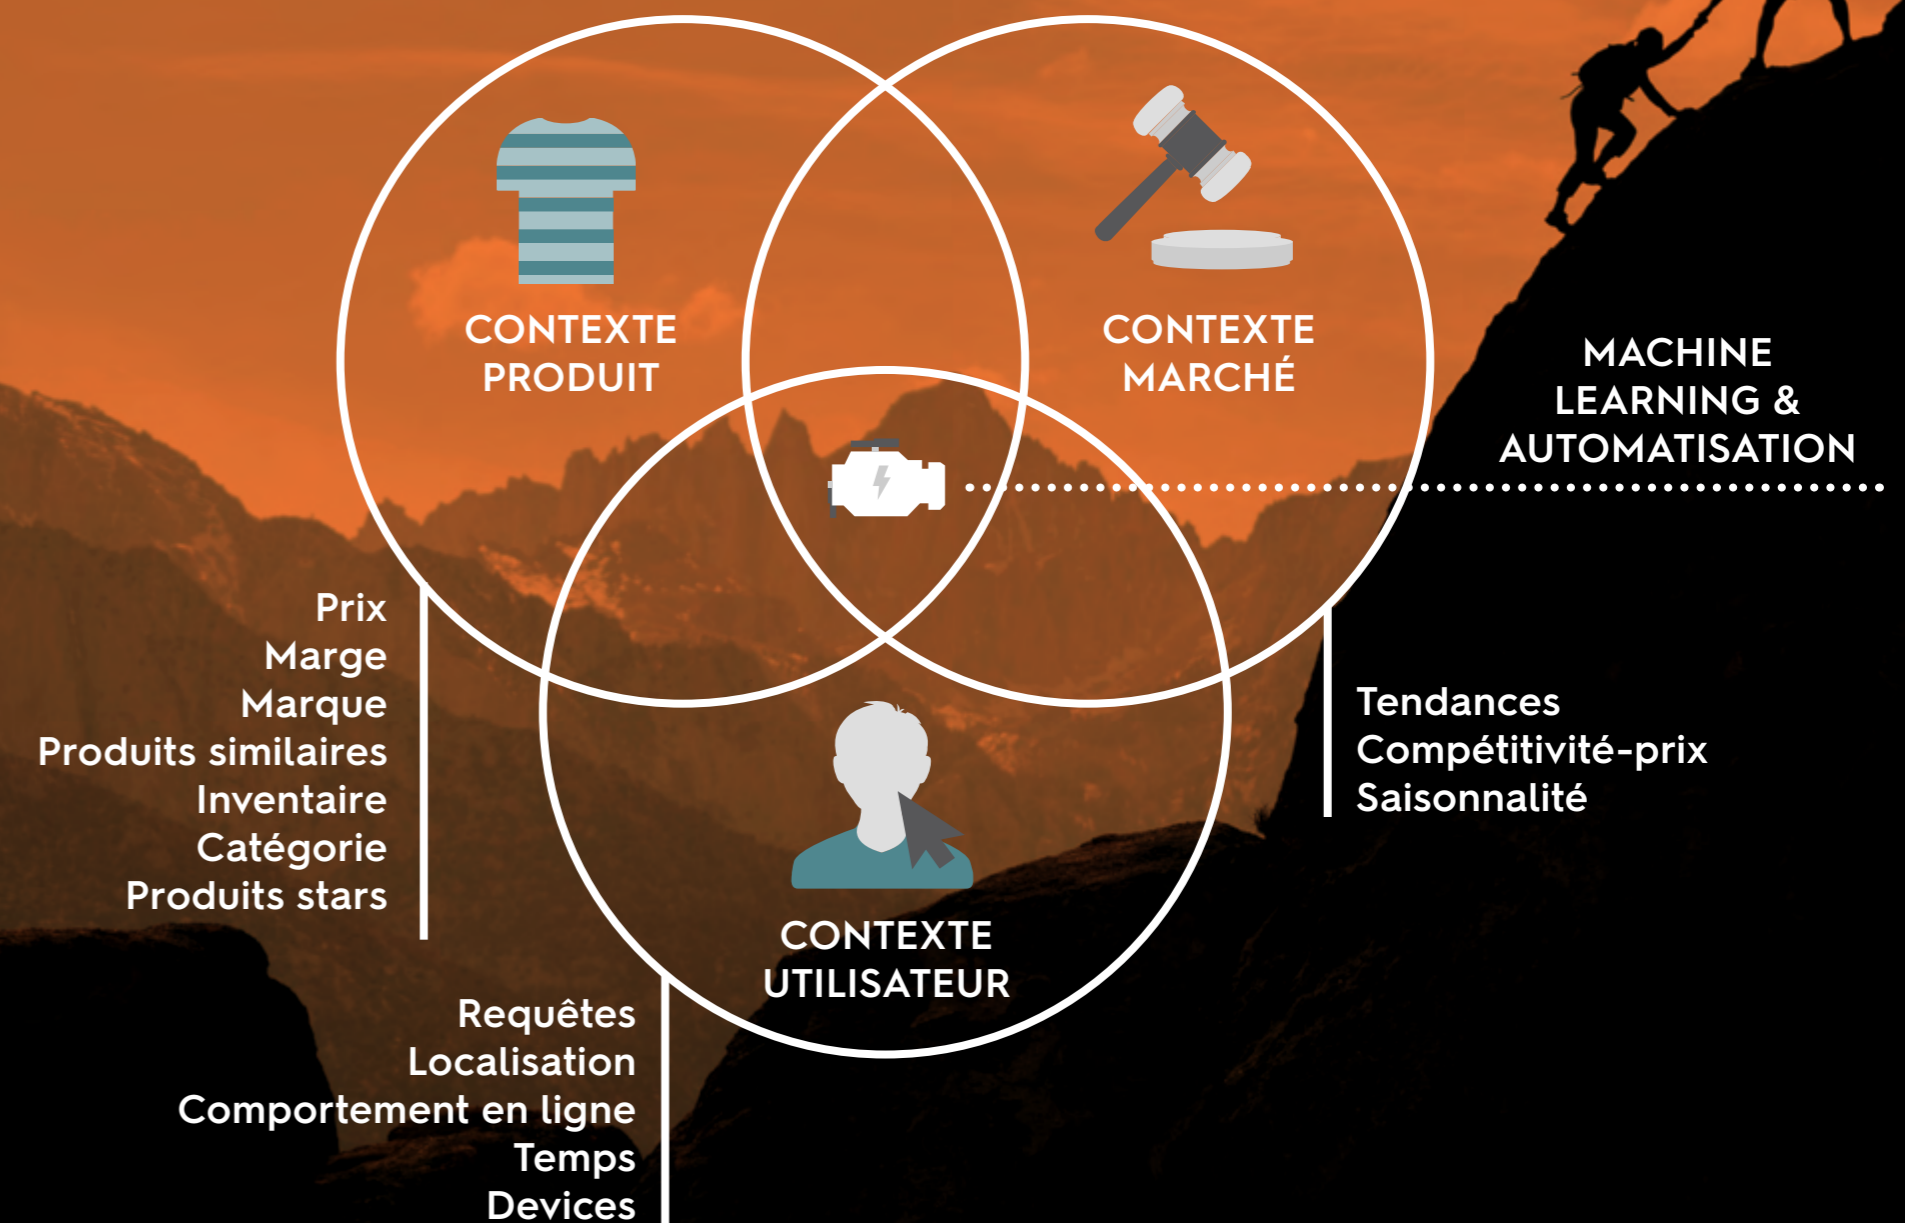 CONTEXTE
PRODUIT
CONTEXTE
MARCHÉ
MACHINE
LEARNING &
AUTOMATISATION
Prix
Marge
Marque
Produits similaires
Inventaire
Catégorie
Produits stars
Tendances
Compétitivité-prix
Saisonnalité
CONTEXTE
UTILISATEUR
Requêtes
Localisation
Comportement en ligne
Temps
Devices